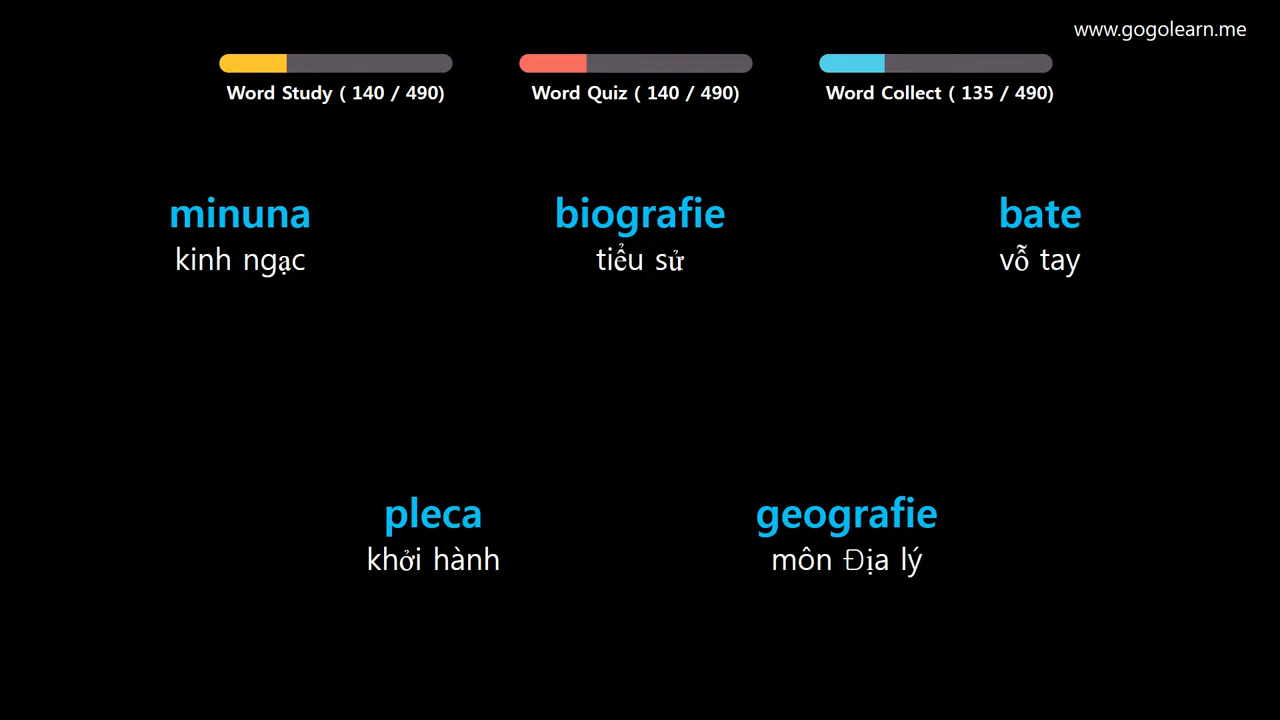 www.gogolearn.me
Word Study ( 140 / 490)
Word Quiz ( 140 / 490)
Word Collect ( 135 / 490)
minuna
kinh ngạc
biografie
tiểu sử
bate
vỗ tay
pleca
khởi hành
geografie
môn Địa lý